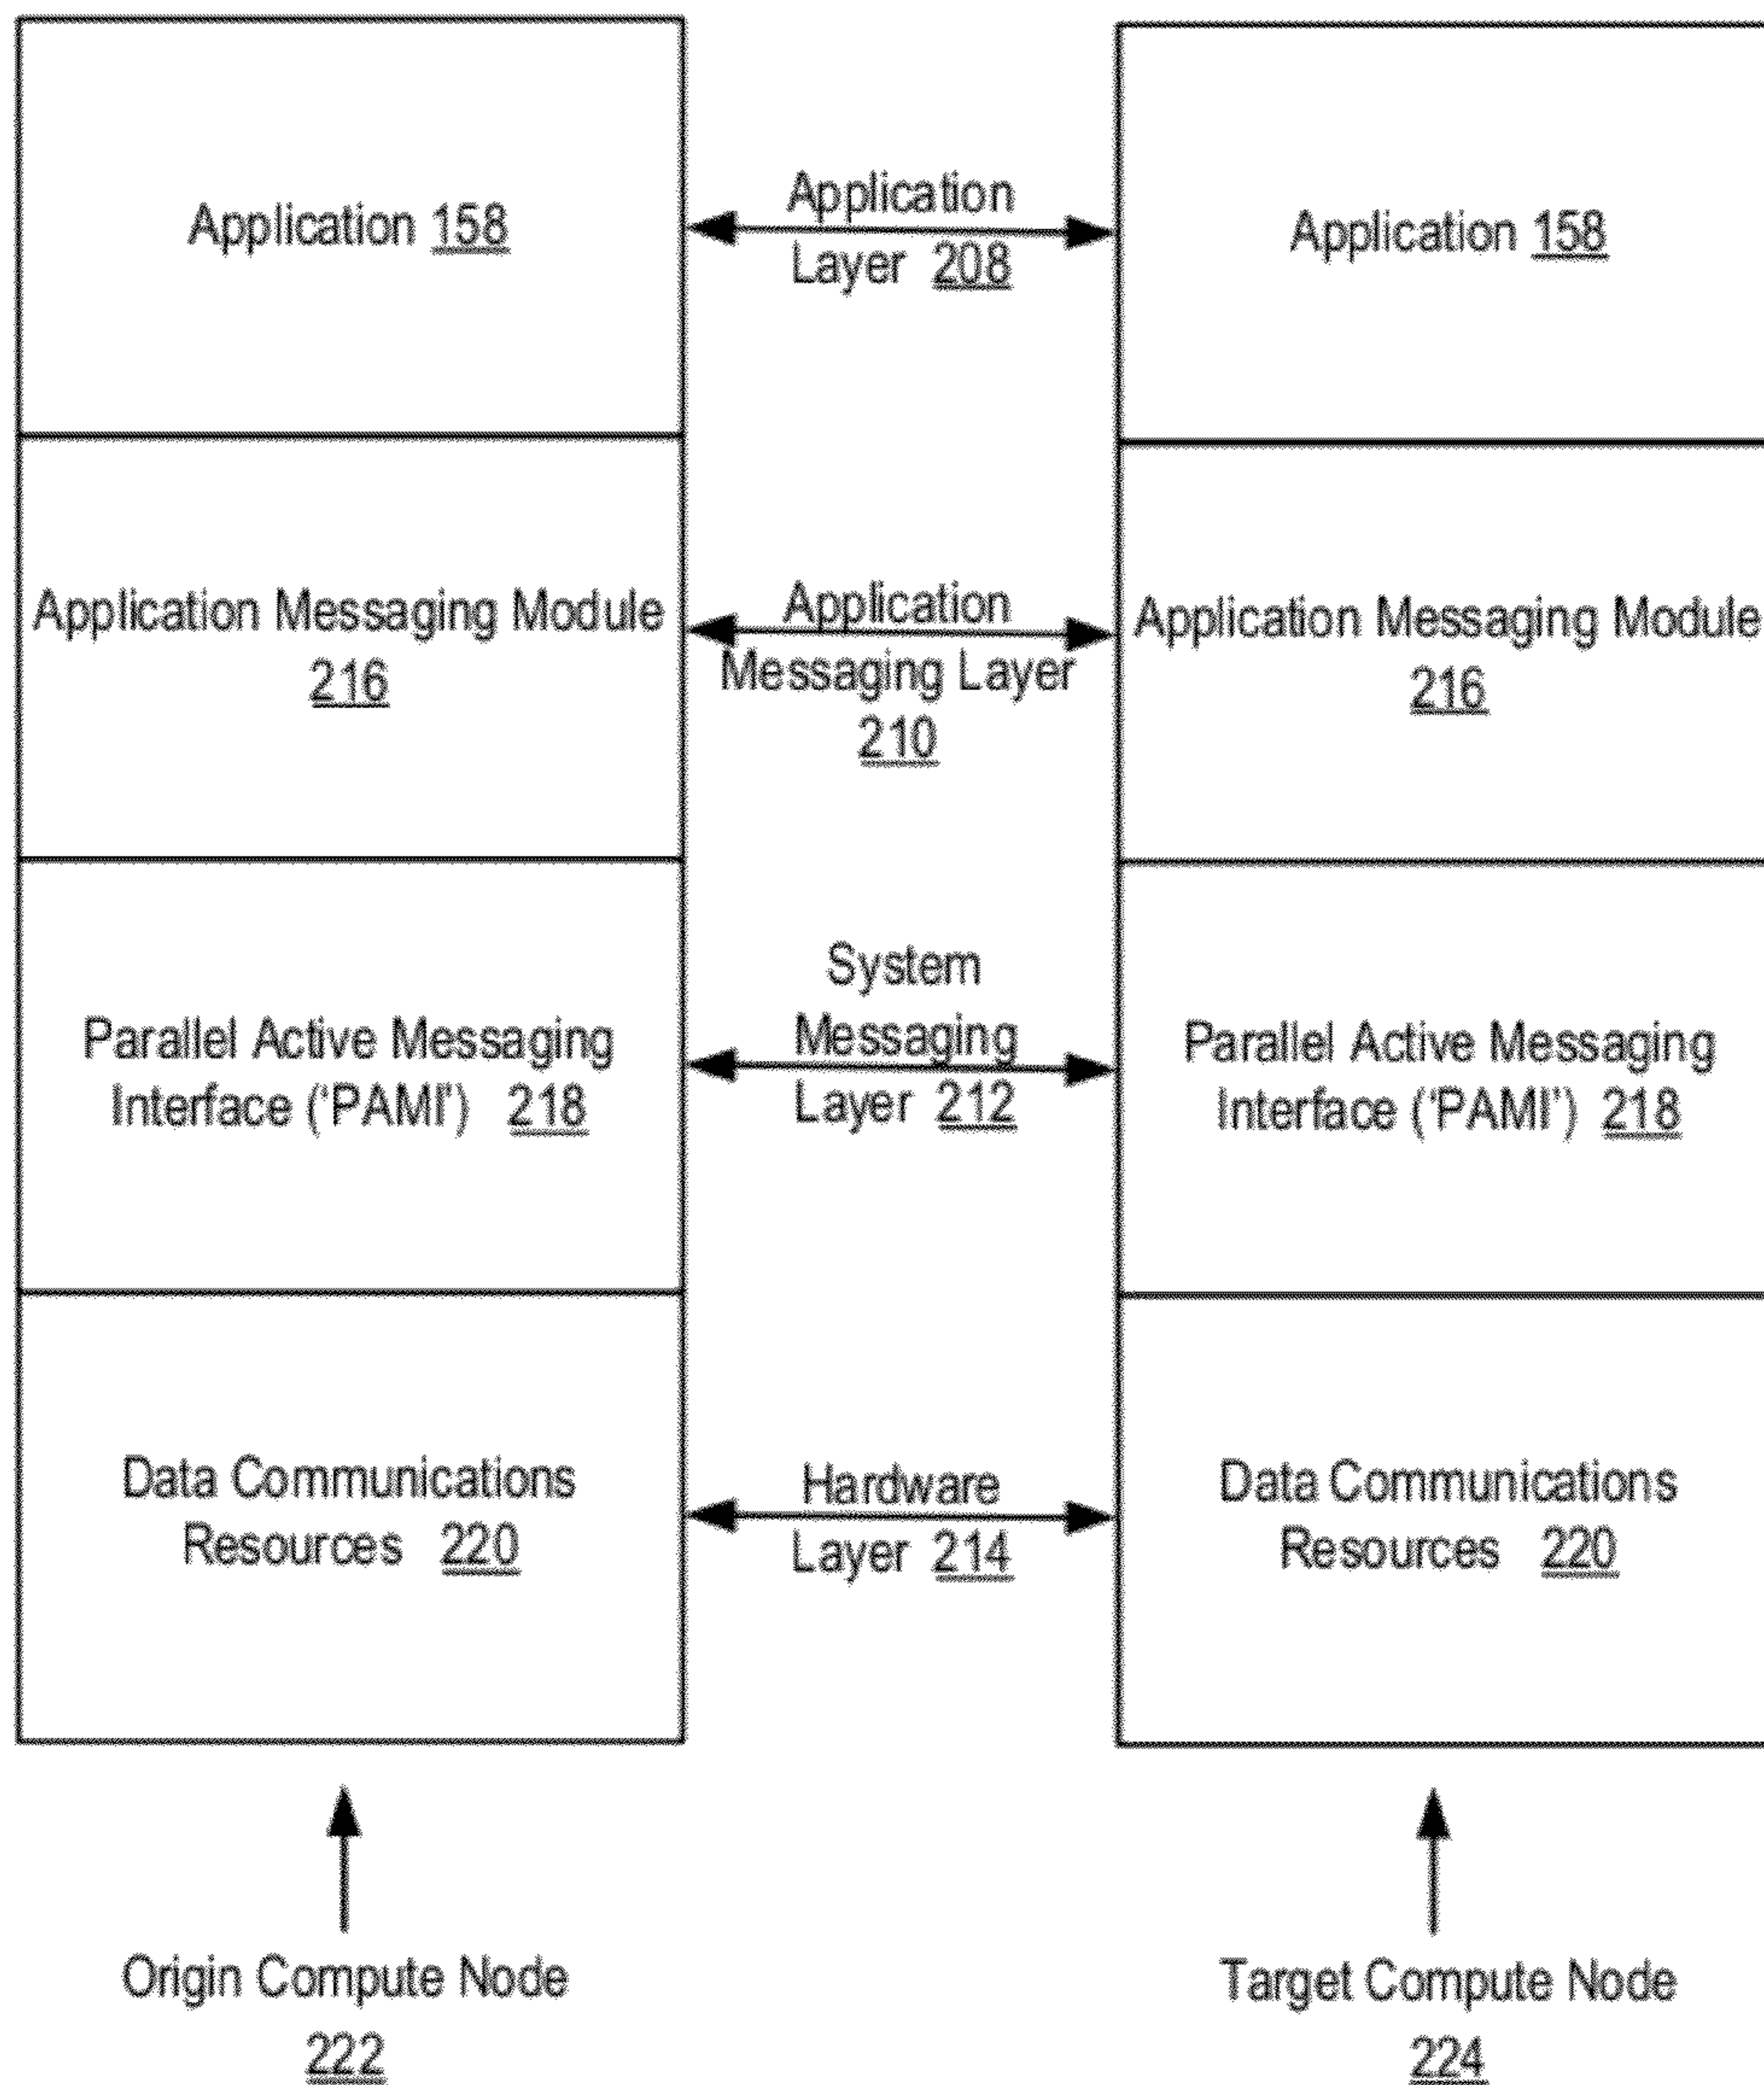 Application 158
Application
Layer 208
Application 158
Application Messaging Module
216
Application
Messaging Layer
210
Application Messaging Module
216
Parallel Active Messaging
Interface (‘PAMI’) 218
System
Messaging
Layer 212
Parallel Active Messaging
Interface (‘PAMI’) 218
Data Communications
Resources 220
Hardware
Layer 214
Data Communications
Resources 220
Origin Compute Node
222
Target Compute Node
224